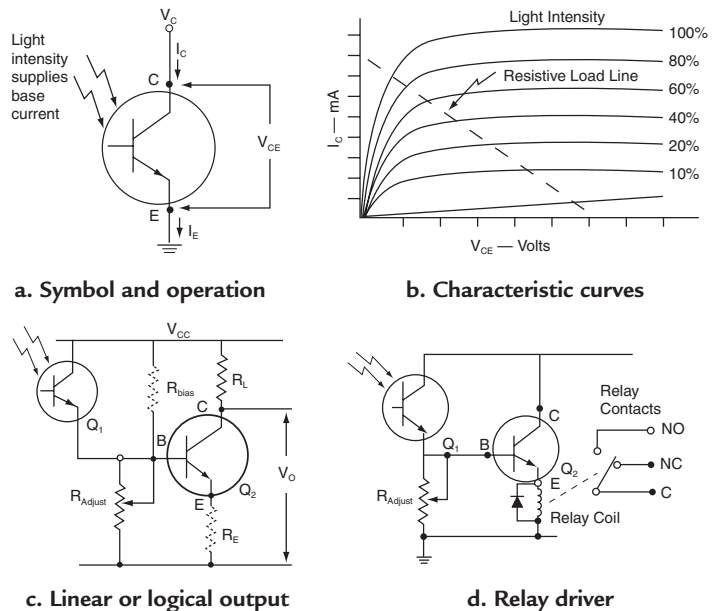 Light
intensity
supplies
base
current
V_C
I_C
C
V_CE
E
I_E
a. Symbol and operation
Light Intensity
100%
80%
60%
40%
20%
10%
Resistive Load Line
I_C — mA
V_CE — Volts
b. Characteristic curves
V_CC
R_bias
R_L
C
Q_1
B
V_O
R_Adjust
E
Q_2
R_E
c. Linear or logical output
Relay
Contacts
C
NO
Q_1
B
NC
Q_2
E
C
R_Adjust
Relay Coil
d. Relay driver